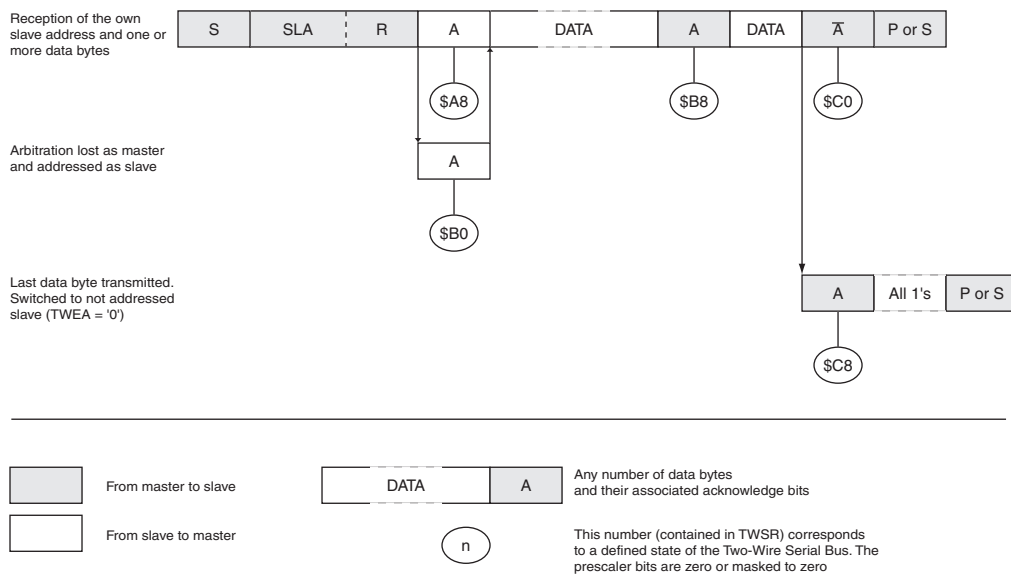 Reception of the own
slave address and one or
more data bytes
S SLA R A DATA A DATA A̅ P or S
$A8 $B8 $C0
Arbitration lost as master
and addressed as slave
A
$B0
Last data byte transmitted.
Switched to not addressed
slave (TWEA = '0')
A All 1's P or S
$C8
From master to slave
DATA A
Any number of data bytes
and their associated acknowledge bits
From slave to master
n
This number (contained in TWSR) corresponds
to a defined state of the Two-Wire Serial Bus. The
prescaler bits are zero or masked to zero